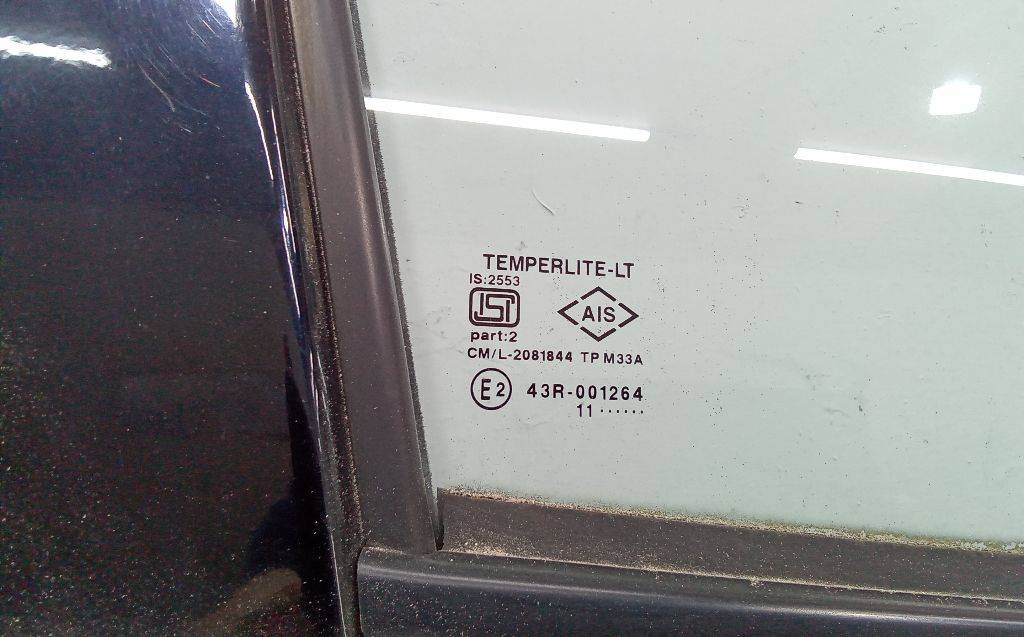 TEMPERLITE-LT
IS:2553
ISI AIS
part:2
CM/L-2081844 TP M33A
E2 43R-001264
11 ······